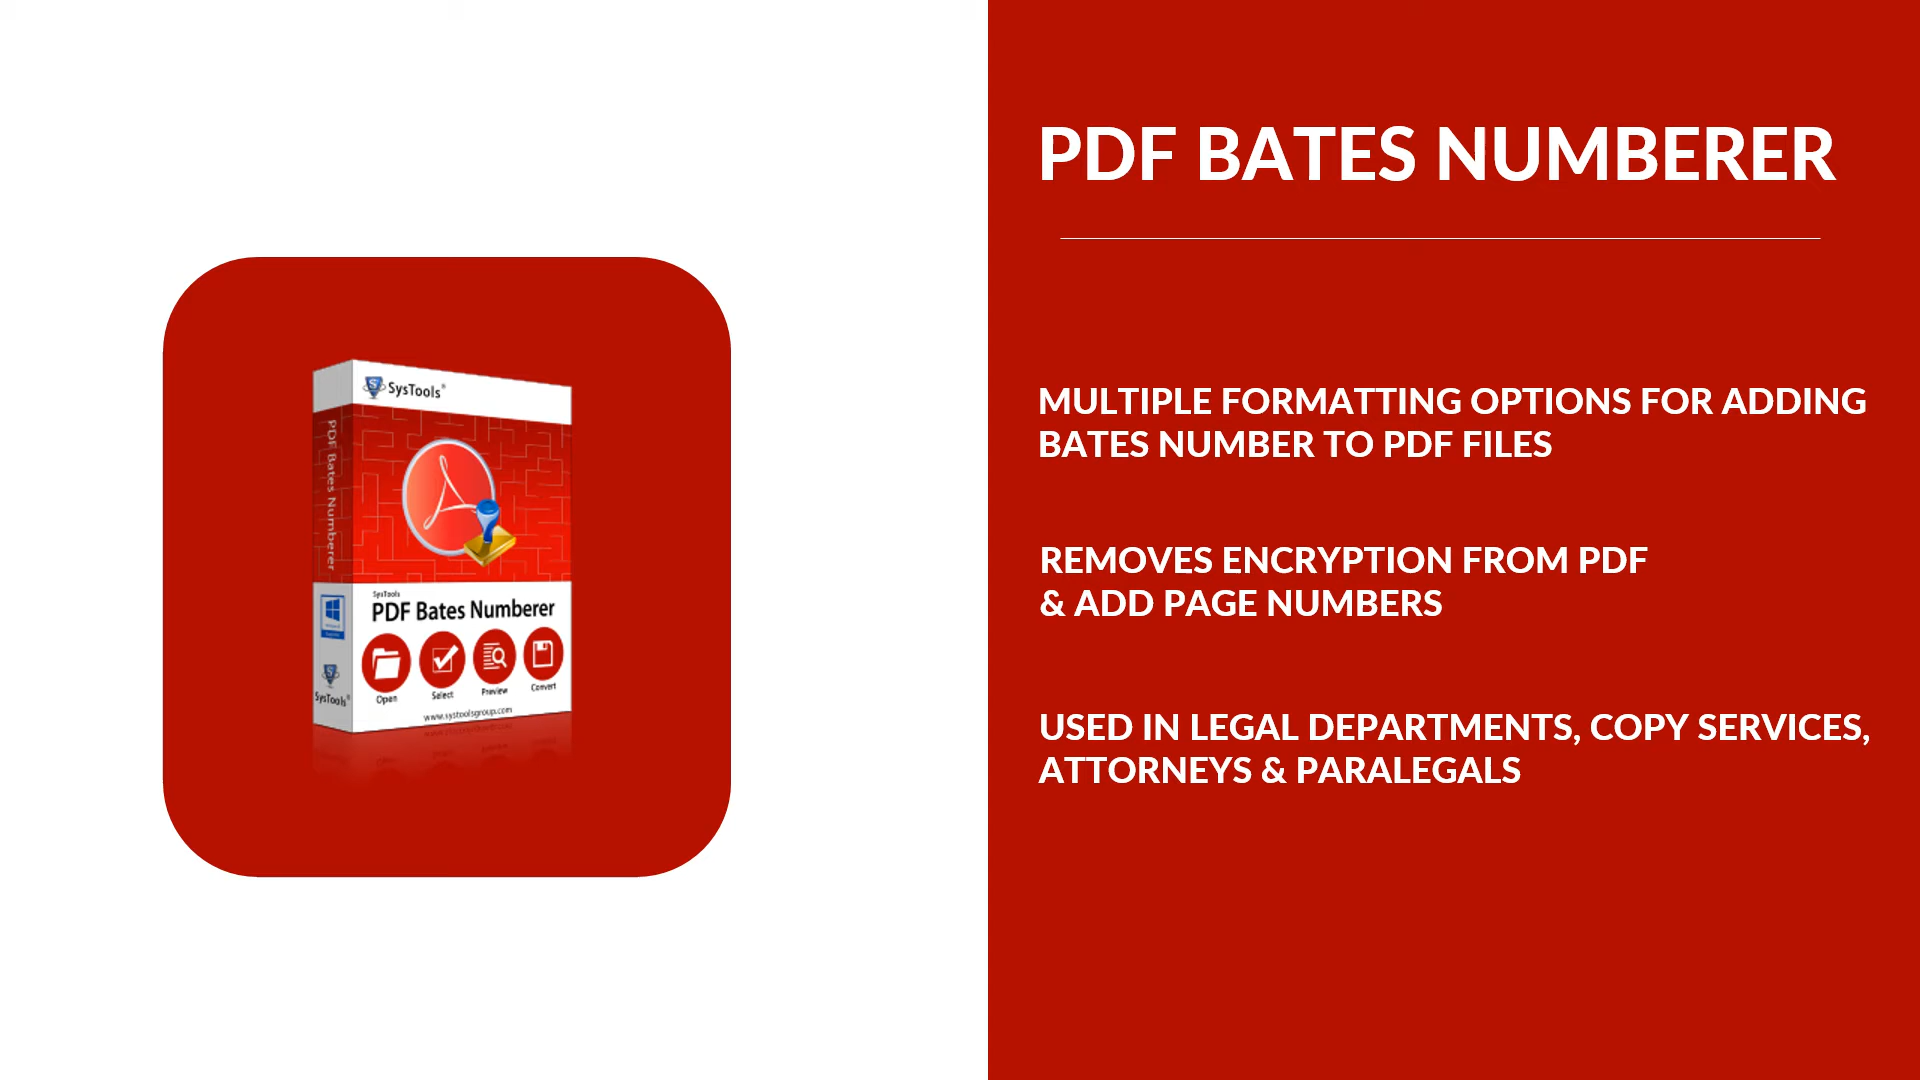 PDF BATES NUMBERER
MULTIPLE FORMATTING OPTIONS FOR ADDING
BATES NUMBER TO PDF FILES
REMOVES ENCRYPTION FROM PDF
& ADD PAGE NUMBERS
USED IN LEGAL DEPARTMENTS, COPY SERVICES,
ATTORNEYS & PARALEGALS
SysTools®
PDF Bates Numberer
SysTools
PDF Bates Numberer
Open Select Preview Convert
www.systoolsgroup.com
SysTools®